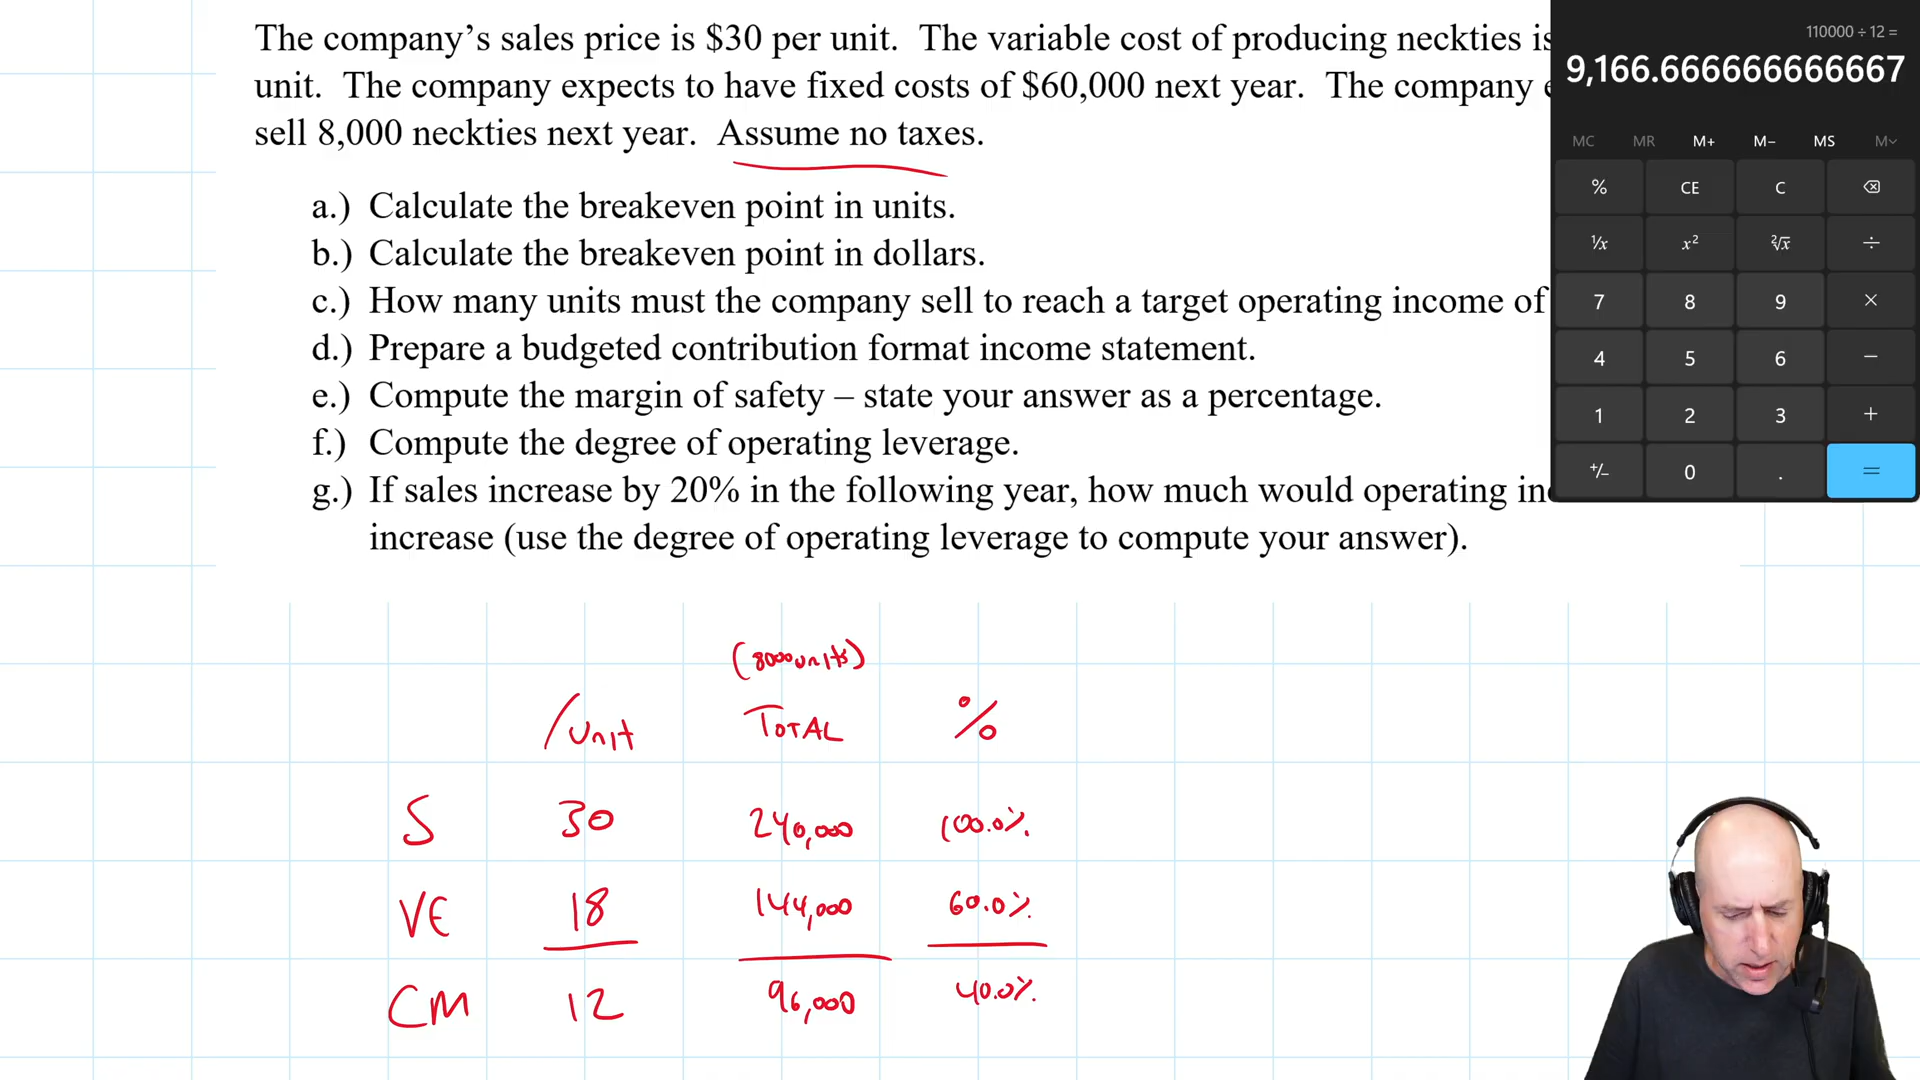 The company’s sales price is $30 per unit. The variable cost of producing neckties is
unit. The company expects to have fixed costs of $60,000 next year. The company
sell 8,000 neckties next year. Assume no taxes.
a.) Calculate the breakeven point in units.
b.) Calculate the breakeven point in dollars.
c.) How many units must the company sell to reach a target operating income of
d.) Prepare a budgeted contribution format income statement.
e.) Compute the margin of safety – state your answer as a percentage.
f.) Compute the degree of operating leverage.
g.) If sales increase by 20% in the following year, how much would operating
increase (use the degree of operating leverage to compute your answer).
110000 ÷ 12 =
9,166.666666666667
MC MR M+ M− MS M˅
% CE C
¹/x x² ²√x ÷
7 8 9 ×
4 5 6 −
1 2 3 +
+/− 0 . =
(8000 units)
/Unit TOTAL %
S 30 240,000 100.0%
VE 18 144,000 60.0%
CM 12 96,000 40.0%